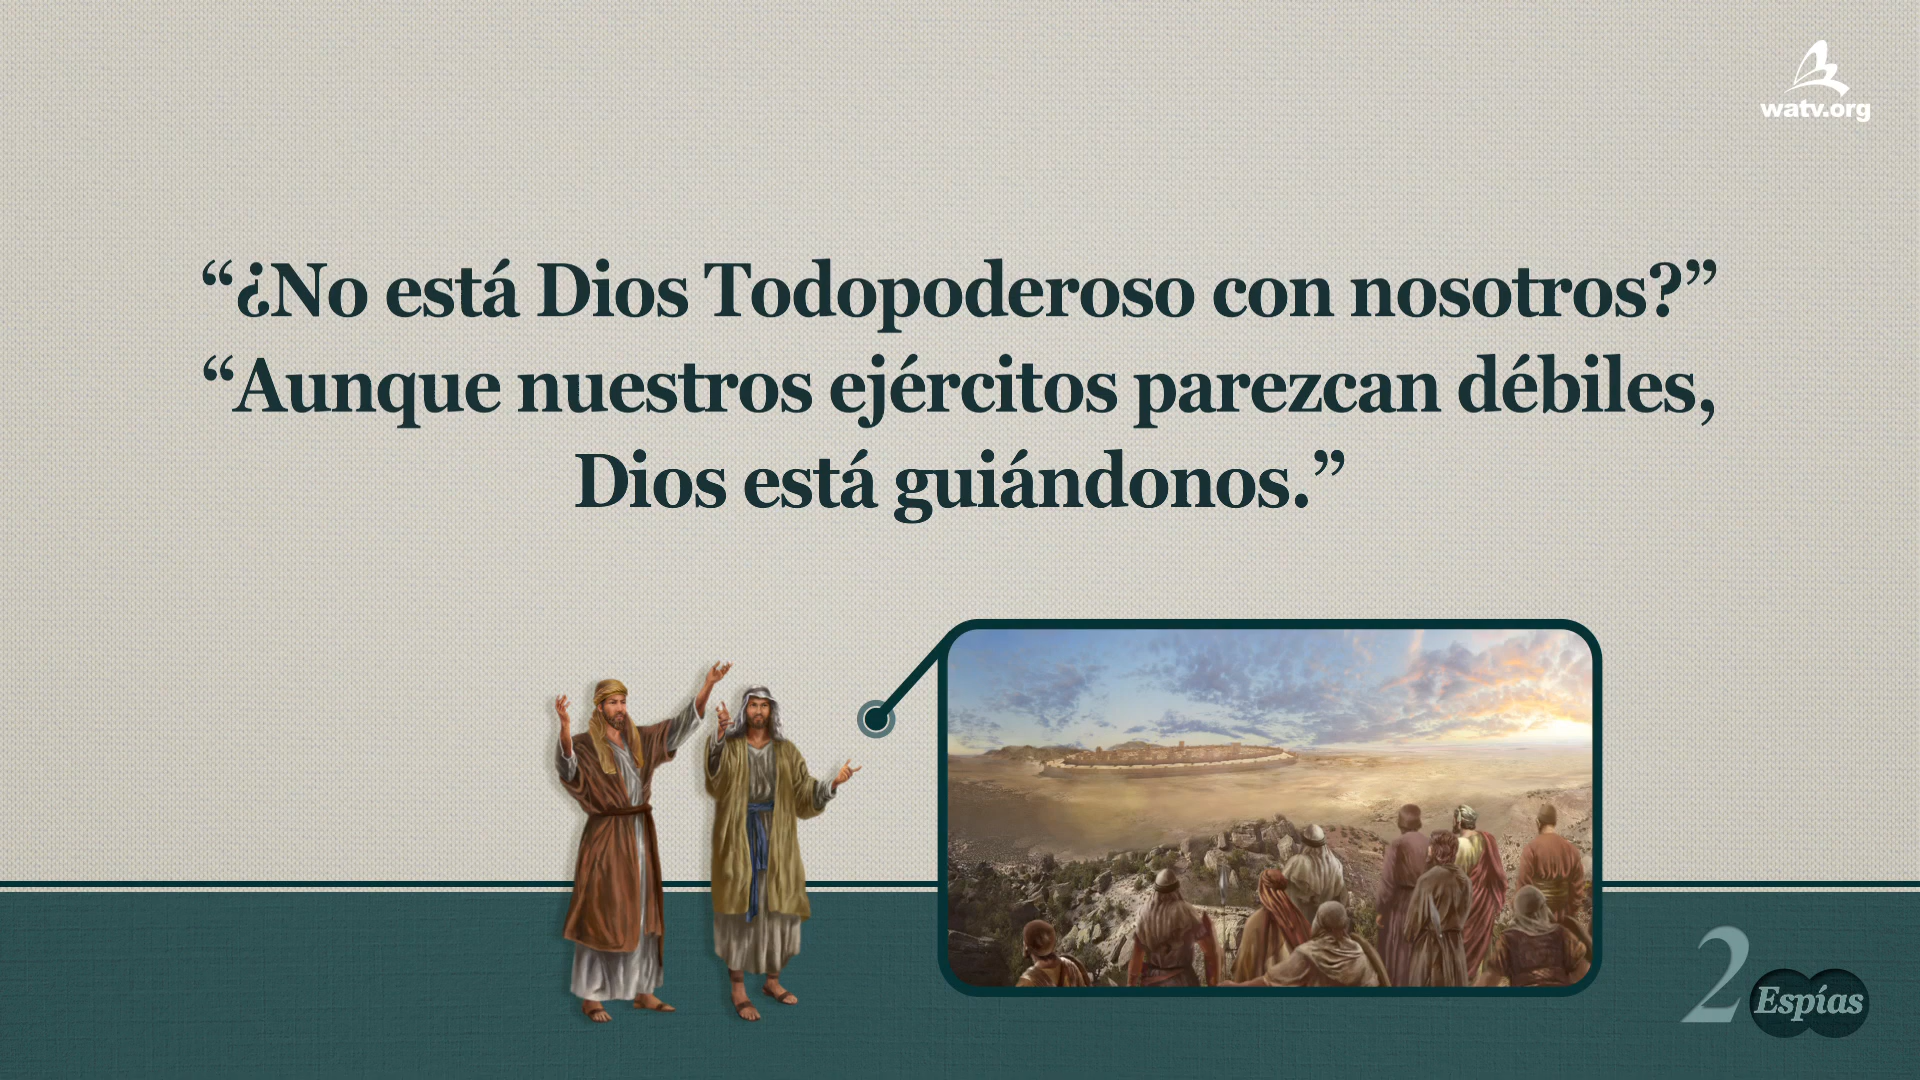 watv.org
“¿No está Dios Todopoderoso con nosotros?”
“Aunque nuestros ejércitos parezcan débiles,
Dios está guiándonos.”
2 Espías